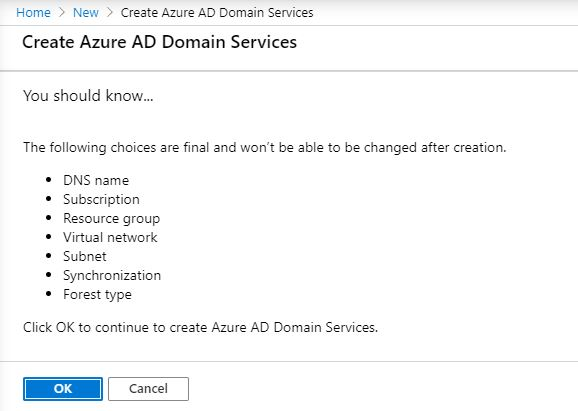 Home > New > Create Azure AD Domain Services
Create Azure AD Domain Services
You should know...
The following choices are final and won't be able to be changed after creation.
• DNS name
• Subscription
• Resource group
• Virtual network
• Subnet
• Synchronization
• Forest type
Click OK to continue to create Azure AD Domain Services.
OK Cancel